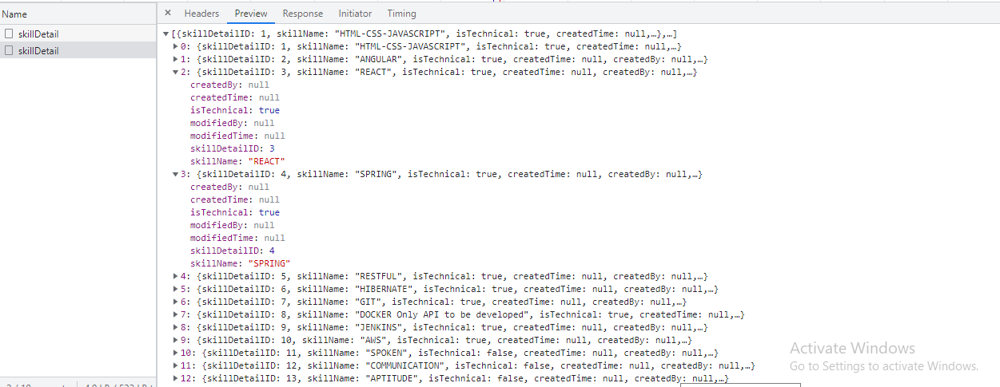 Name
× Headers Preview Response Initiator Timing
skillDetail
skillDetail
[{skillDetailID: 1, skillName: "HTML-CSS-JAVASCRIPT", isTechnical: true, createdTime: null,…},…]
0: {skillDetailID: 1, skillName: "HTML-CSS-JAVASCRIPT", isTechnical: true, createdTime: null,…}
1: {skillDetailID: 2, skillName: "ANGULAR", isTechnical: true, createdTime: null, createdBy: null,…}
2: {skillDetailID: 3, skillName: "REACT", isTechnical: true, createdTime: null, createdBy: null,…}
createdBy: null
createdTime: null
isTechnical: true
modifiedBy: null
modifiedTime: null
skillDetailID: 3
skillName: "REACT"
3: {skillDetailID: 4, skillName: "SPRING", isTechnical: true, createdTime: null, createdBy: null,…}
createdBy: null
createdTime: null
isTechnical: true
modifiedBy: null
modifiedTime: null
skillDetailID: 4
skillName: "SPRING"
4: {skillDetailID: 5, skillName: "RESTFUL", isTechnical: true, createdTime: null, createdBy: null,…}
5: {skillDetailID: 6, skillName: "HIBERNATE", isTechnical: true, createdTime: null, createdBy: null,…}
6: {skillDetailID: 7, skillName: "GIT", isTechnical: true, createdTime: null, createdBy: null,…}
7: {skillDetailID: 8, skillName: "DOCKER Only API to be developed", isTechnical: true, createdTime: null,…}
8: {skillDetailID: 9, skillName: "JENKINS", isTechnical: true, createdTime: null, createdBy: null,…}
9: {skillDetailID: 10, skillName: "AWS", isTechnical: true, createdTime: null, createdBy: null,…}
10: {skillDetailID: 11, skillName: "SPOKEN", isTechnical: false, createdTime: null, createdBy: null,…}
11: {skillDetailID: 12, skillName: "COMMUNICATION", isTechnical: false, createdTime: null, createdBy: null,…}
12: {skillDetailID: 13, skillName: "APTITUDE", isTechnical: false, createdTime: null, createdBy: null,…}
Activate Windows
Go to Settings to activate Windows.